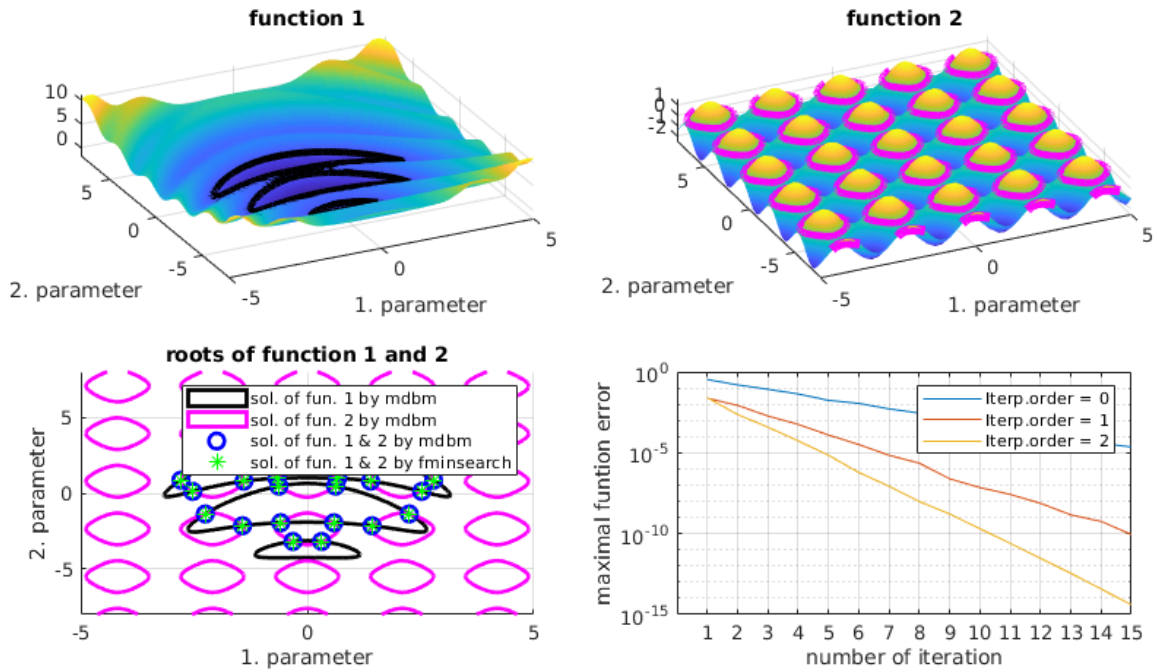 function 1
10
5
0
5
0
-5
2. parameter
-5
0
5
1. parameter
function 2
1
0
-2
5
0
-5
2. parameter
-5
0
5
1. parameter
roots of function 1 and 2
sol. of fun. 1 by mdbm
sol. of fun. 2 by mdbm
sol. of fun. 1 & 2 by mdbm
sol. of fun. 1 & 2 by fminsearch
5
0
-5
2. parameter
-5 0 5
1. parameter
Iterp.order = 0
Iterp.order = 1
Iterp.order = 2
10^0
10^-5
10^-10
10^-15
maximal funtion error
1 2 3 4 5 6 7 8 9 10 11 12 13 14 15
number of iteration